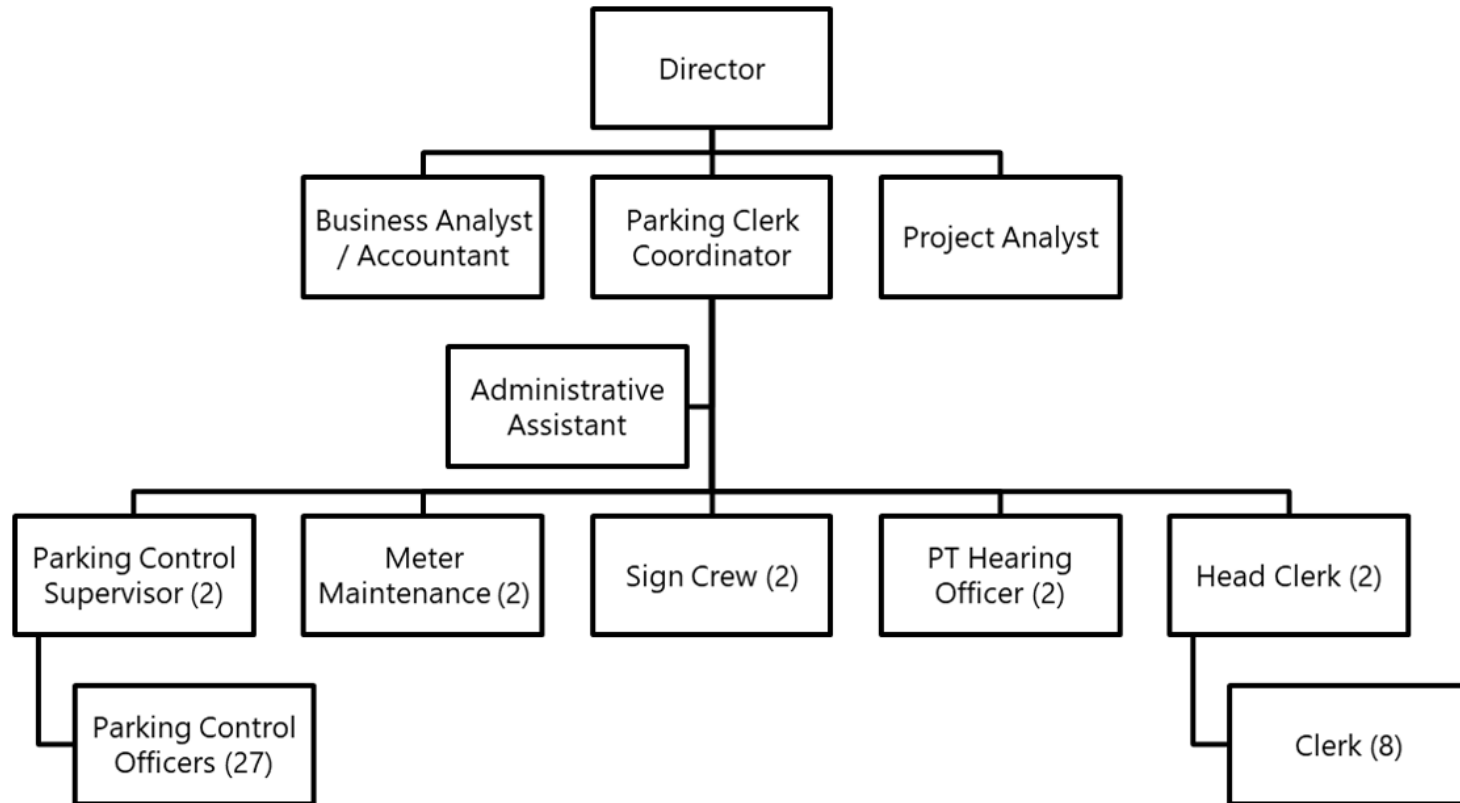 Director
Business Analyst
/ Accountant
Parking Clerk
Coordinator
Project Analyst
Administrative
Assistant
Parking Control
Supervisor (2)
Meter
Maintenance (2)
Sign Crew (2)
PT Hearing
Officer (2)
Head Clerk (2)
Parking Control
Officers (27)
Clerk (8)